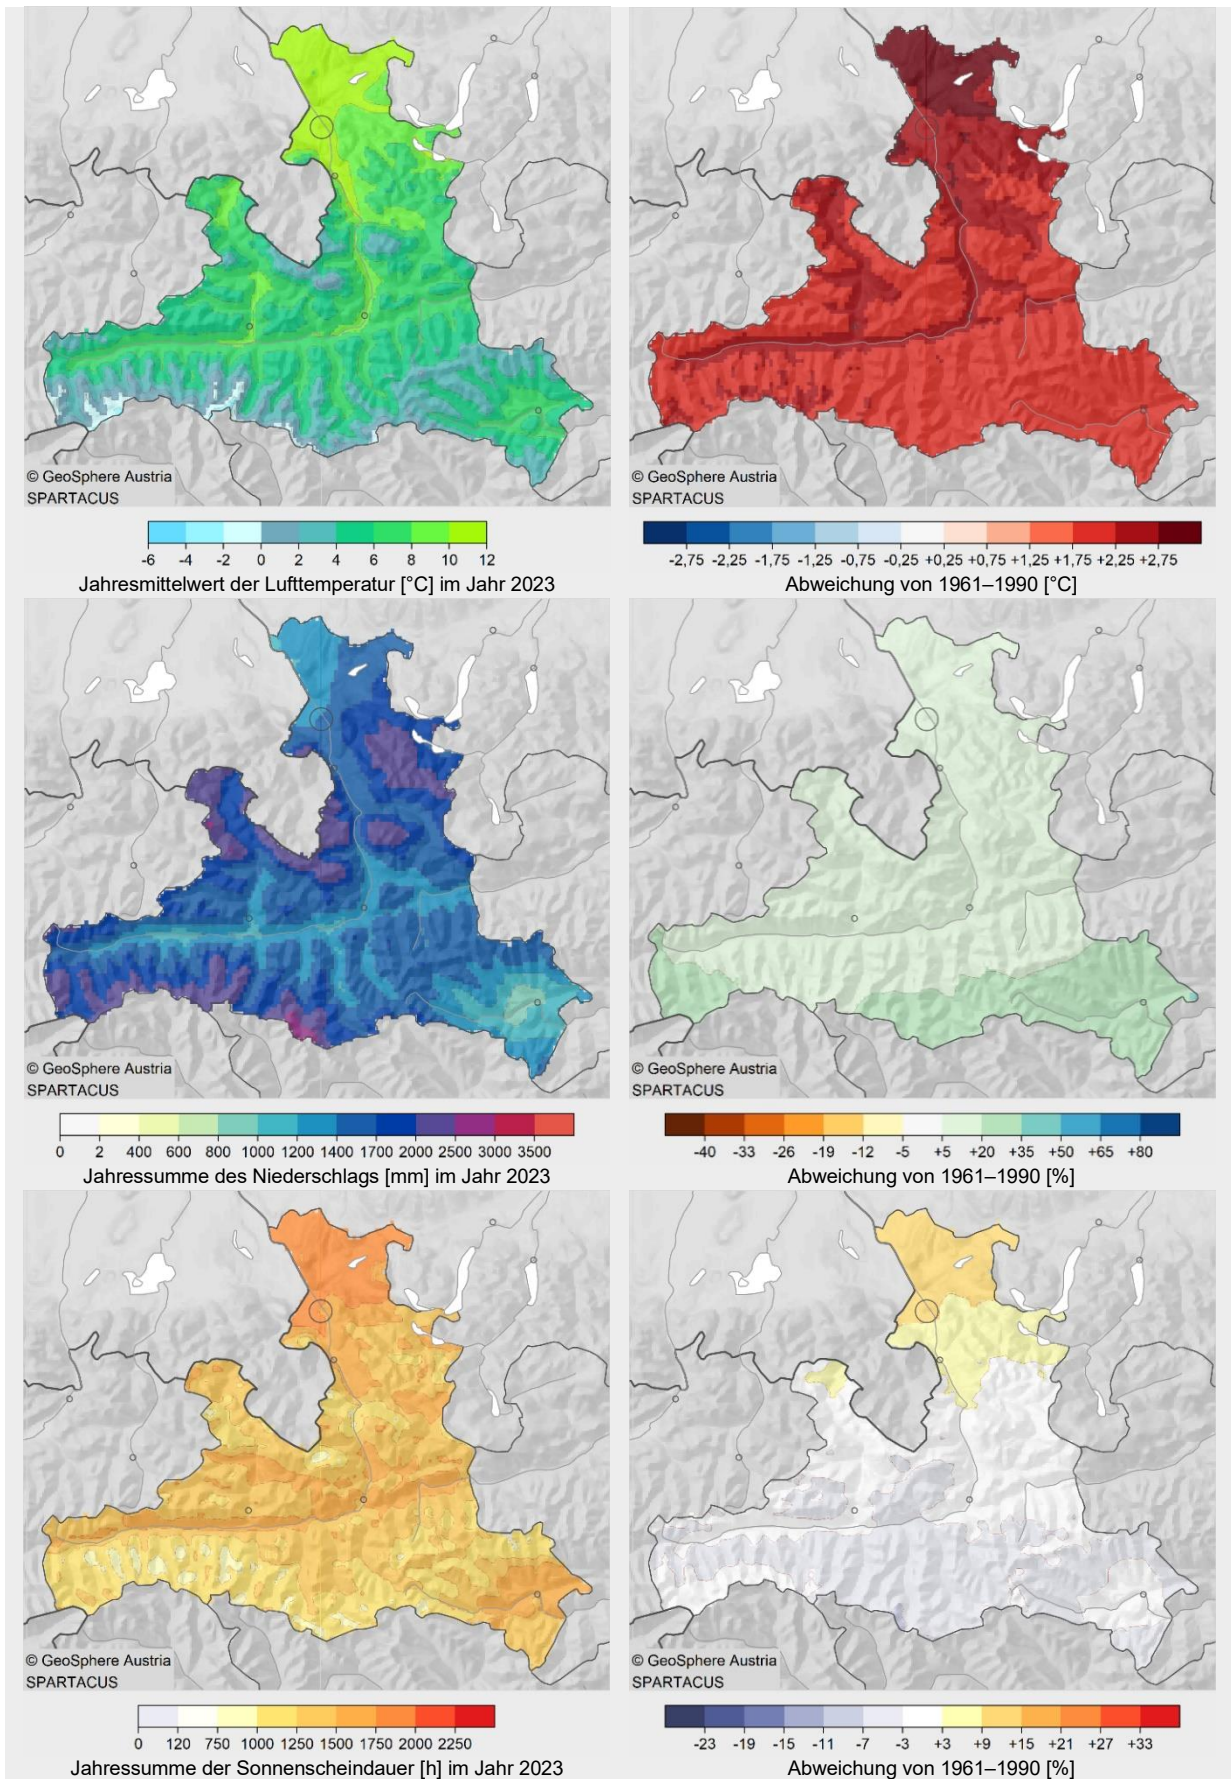 © GeoSphere Austria
SPARTACUS
© GeoSphere Austria
SPARTACUS
-6 -4 -2 0 2 4 6 8 10 12
-2,75 -2,25 -1,75 -1,25 -0,75 -0,25 +0,25 +0,75 +1,25 +1,75 +2,25 +2,75
Jahresmittelwert der Lufttemperatur [°C] im Jahr 2023
Abweichung von 1961–1990 [°C]
© GeoSphere Austria
SPARTACUS
© GeoSphere Austria
SPARTACUS
0 2 400 600 800 1000 1200 1400 1700 2000 2500 3000 3500
-40 -33 -26 -19 -12 -5 +5 +20 +35 +50 +65 +80
Jahressumme des Niederschlags [mm] im Jahr 2023
Abweichung von 1961–1990 [%]
© GeoSphere Austria
SPARTACUS
© GeoSphere Austria
SPARTACUS
0 120 750 1000 1250 1500 1750 2000 2250
-23 -19 -15 -11 -7 -3 +3 +9 +15 +21 +27 +33
Jahressumme der Sonnenscheindauer [h] im Jahr 2023
Abweichung von 1961–1990 [%]